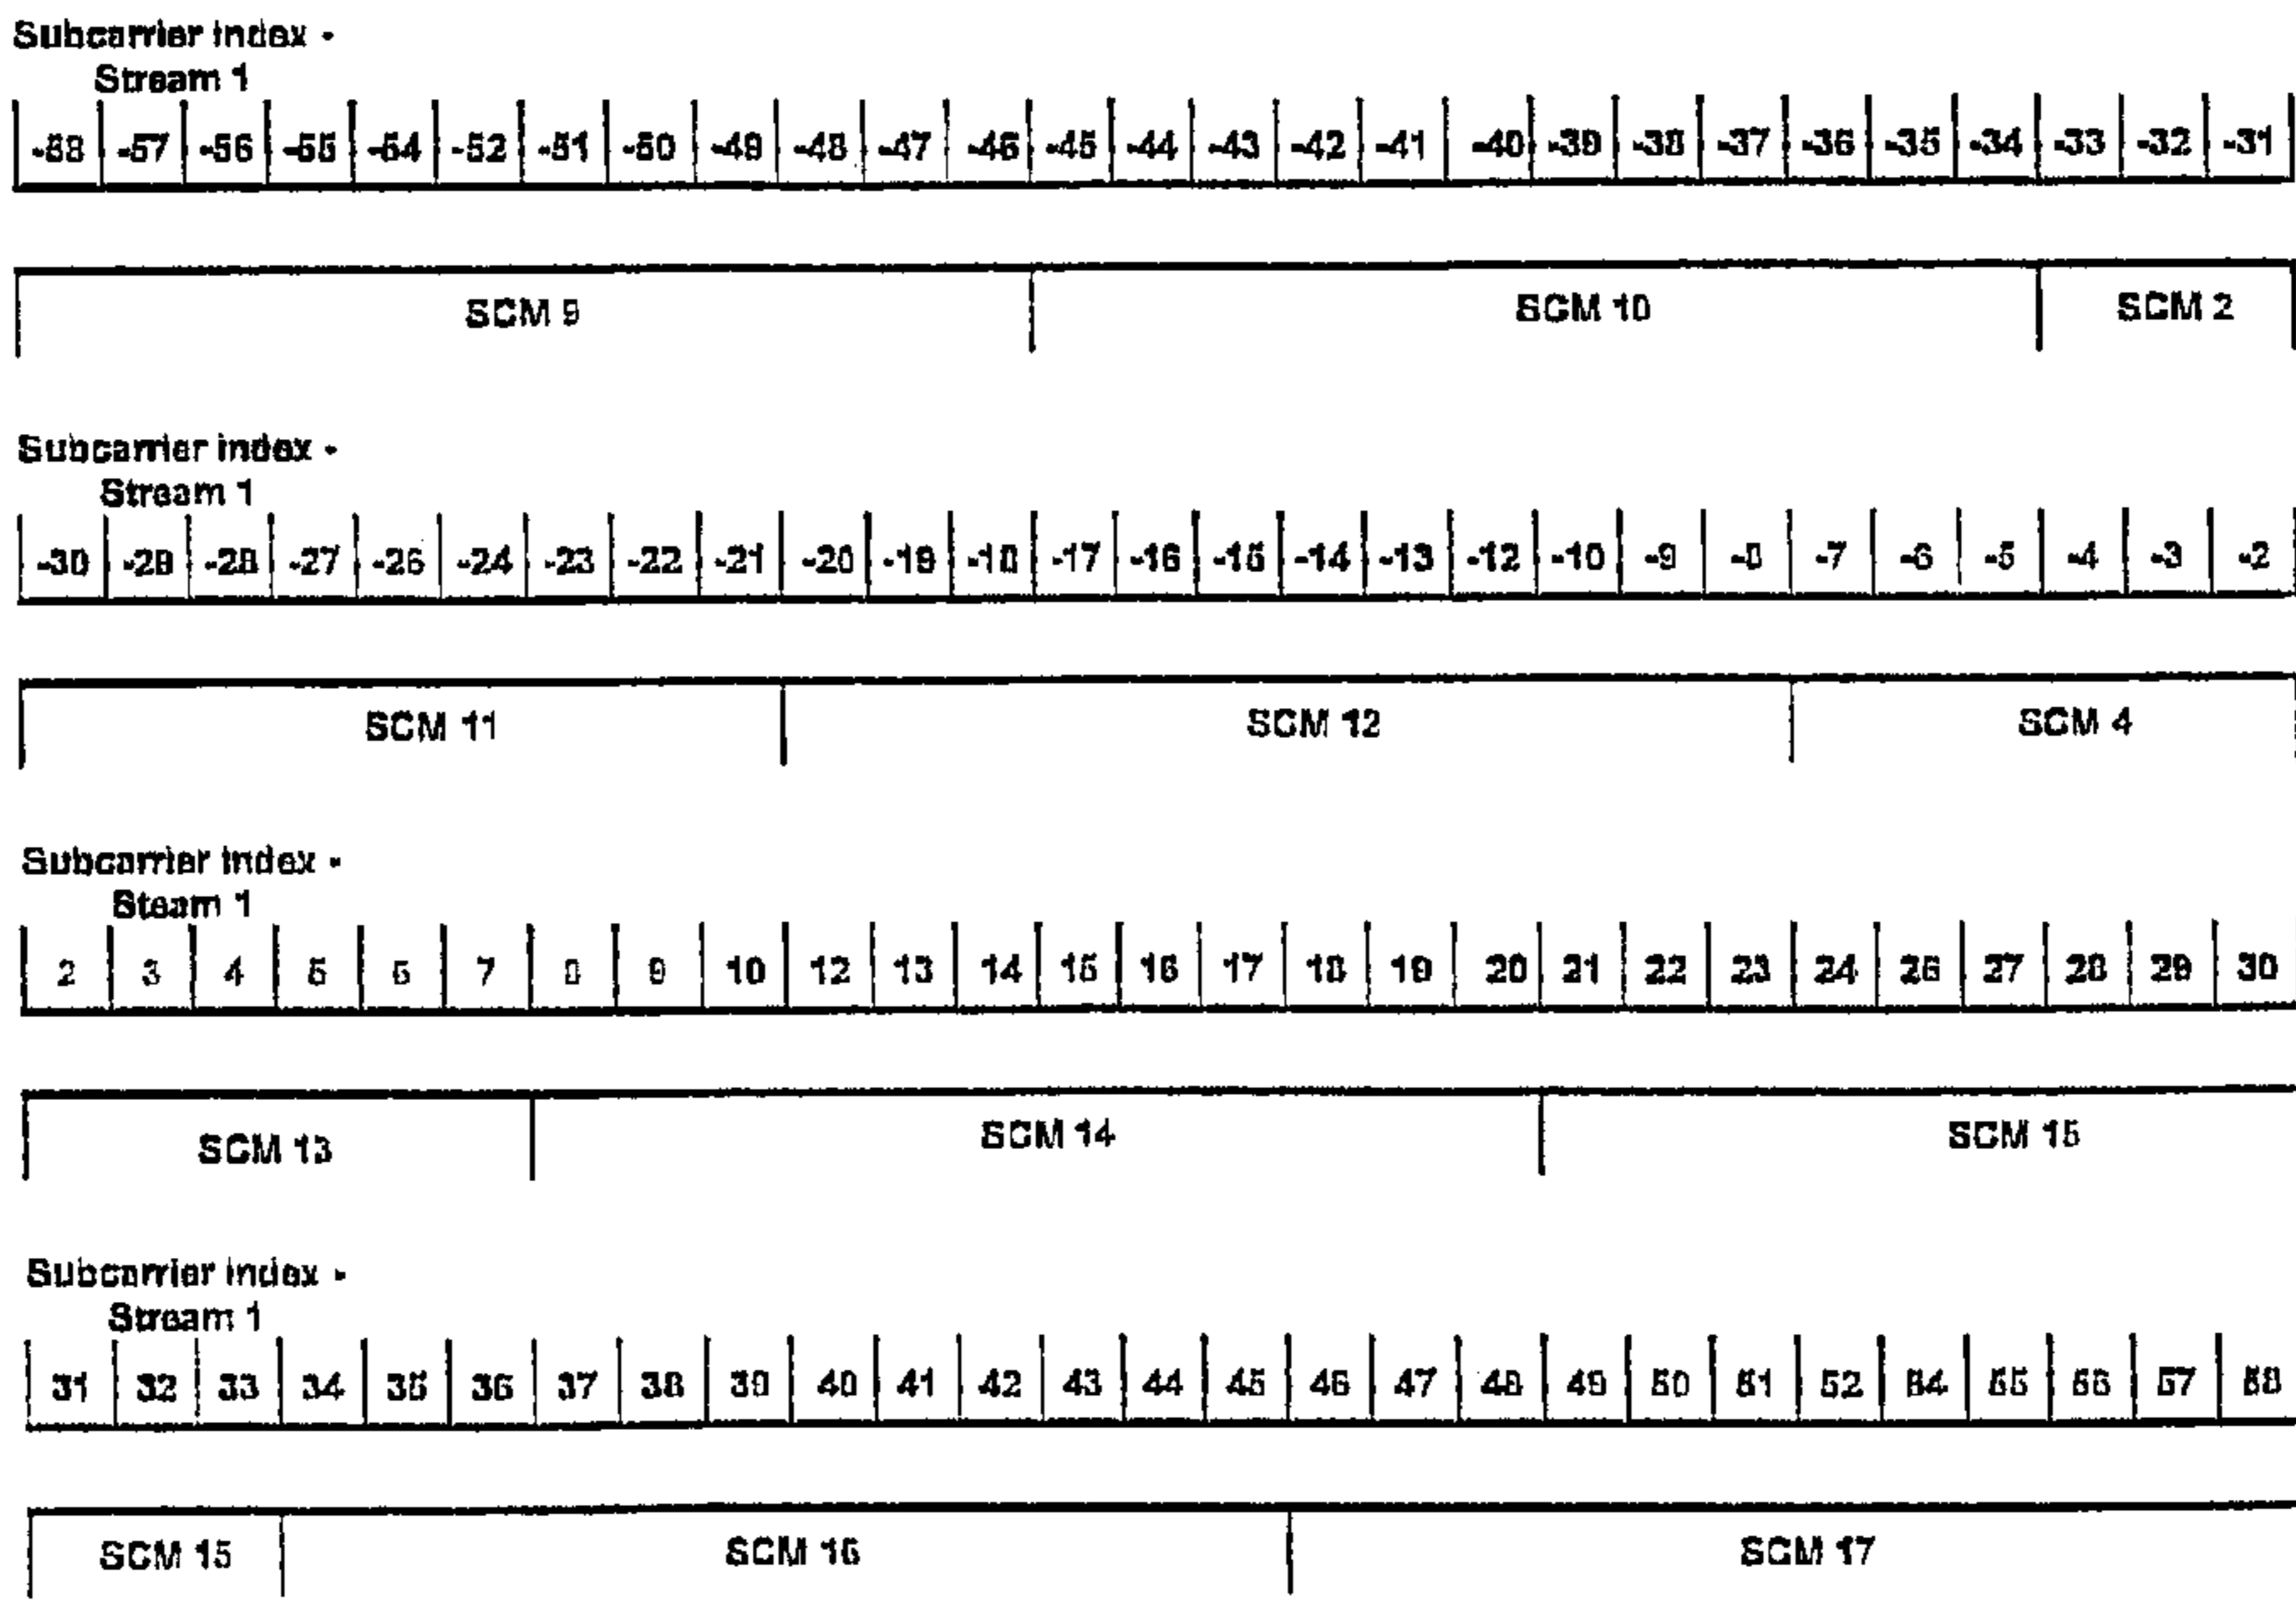 Subcarrier index -
Stream 1
-58 -57 -56 -55 -54 -52 -51 -50 -49 -48 -47 -46 -45 -44 -43 -42 -41 -40 -39 -38 -37 -36 -35 -34 -33 -32 -31
SCM 9 SCM 10 SCM 2
Subcarrier index -
Stream 1
-30 -29 -28 -27 -26 -24 -23 -22 -21 -20 -19 -18 -17 -16 -15 -14 -13 -12 -10 -9 -8 -7 -6 -5 -4 -3 -2
SCM 11 SCM 12 SCM 4
Subcarrier index -
Steam 1
2 3 4 5 6 7 8 9 10 12 13 14 15 16 17 18 19 20 21 22 23 24 26 27 28 29 30
SCM 13 SCM 14 SCM 15
Subcarrier index -
Stream 1
31 32 33 34 35 36 37 38 39 40 41 42 43 44 45 46 47 48 49 50 51 52 54 55 56 57 58
SCM 15 SCM 16 SCM 17